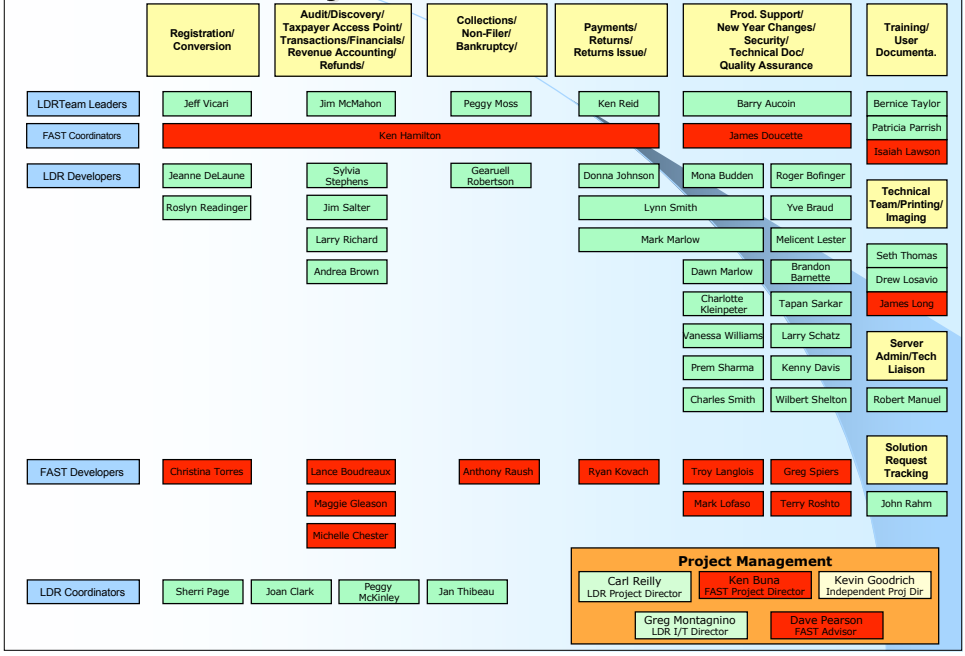 Registration/
Conversion
Audit/Discovery/
Taxpayer Access Point/
Transactions/Financials/
Revenue Accounting/
Refunds/
Collections/
Non-Filer/
Bankruptcy/
Payments/
Returns/
Returns Issue/
Prod. Support/
New Year Changes/
Security/
Technical Doc/
Quality Assurance
Training/
User
Documenta.
LDRTeam Leaders
Jeff Vicari
Jim McMahon
Peggy Moss
Ken Reid
Barry Aucoin
Bernice Taylor
FAST Coordinators
Ken Hamilton
James Doucette
Patricia Parrish
Isaiah Lawson
LDR Developers
Jeanne DeLaune
Sylvia
Stephens
Gearuell
Robertson
Donna Johnson
Mona Budden
Roger Bofinger
Technical
Team/Printing/
Imaging
Roslyn Readinger
Jim Salter
Lynn Smith
Yve Braud
Larry Richard
Mark Marlow
Melicent Lester
Seth Thomas
Andrea Brown
Dawn Marlow
Brandon
Barnette
Drew Losavio
Charlotte
Kleinpeter
Tapan Sarkar
James Long
Vanessa Williams
Larry Schatz
Server
Admin/Tech
Liaison
Prem Sharma
Kenny Davis
Charles Smith
Wilbert Shelton
Robert Manuel
Solution
Request
Tracking
FAST Developers
Christina Torres
Lance Boudreaux
Anthony Raush
Ryan Kovach
Troy Langlois
Greg Spiers
Maggie Gleason
Mark Lofaso
Terry Roshto
John Rahm
Michelle Chester
Project Management
LDR Coordinators
Sherri Page
Joan Clark
Peggy
McKinley
Jan Thibeau
Carl Reilly
LDR Project Director
Ken Buna
FAST Project Director
Kevin Goodrich
Independent Proj Dir
Greg Montagnino
LDR I/T Director
Dave Pearson
FAST Advisor